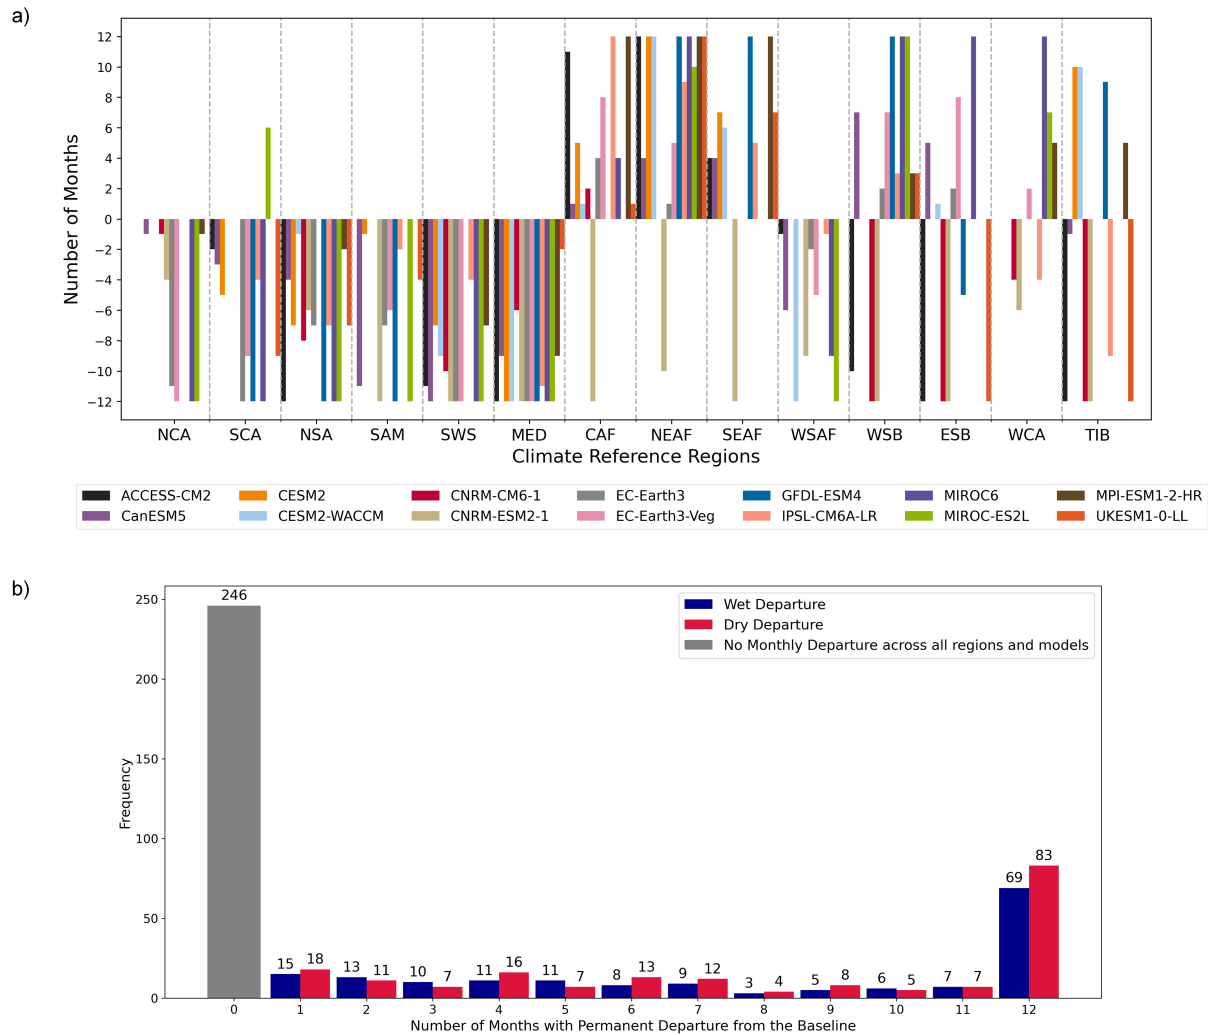 a)
12
10
8
6
4
2
0
−2
−4
−6
−8
−10
−12
Number of Months
NCA SCA NSA SAM SWS MED CAF NEAF SEAF WSAF WSB ESB WCA TIB
Climate Reference Regions
ACCESS-CM2 CESM2 CNRM-CM6-1 EC-Earth3 GFDL-ESM4 MIROC6 MPI-ESM1-2-HR
CanESM5 CESM2-WACCM CNRM-ESM2-1 EC-Earth3-Veg IPSL-CM6A-LR MIROC-ES2L UKESM1-0-LL
b)
250
200
150
100
50
0
Frequency
Wet Departure
Dry Departure
No Monthly Departure across all regions and models
246
15 18 13 11 10 7 11 16 11 7 8 13 9 12 3 4 5 8 6 5 7 7 69 83
0 1 2 3 4 5 6 7 8 9 10 11 12
Number of Months with Permanent Departure from the Baseline